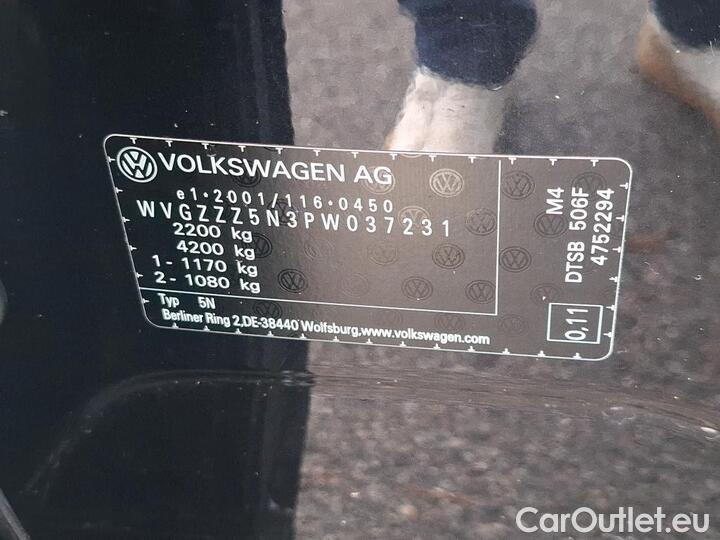 VOLKSWAGEN AG
e1*2001/116*0450
WVGZZZ5N3PW037231
2200 kg
4200 kg
1 - 1170 kg
2 - 1080 kg
Typ 5N
Berliner Ring 2,DE-38440 Wolfsburg,www.volkswagen.com
M4
DTSB 506F
4752294
0,11
CarOutlet.eu